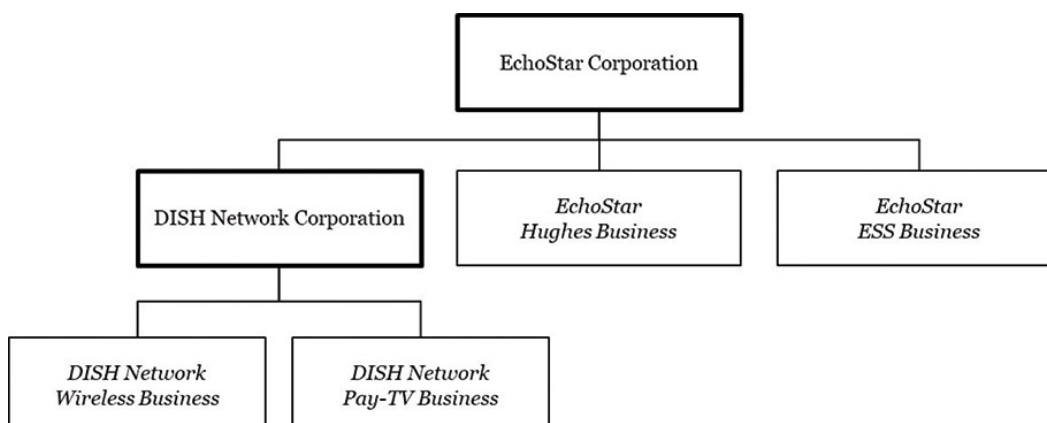 EchoStar Corporation
DISH Network Corporation
EchoStar
Hughes Business
EchoStar
ESS Business
DISH Network
Wireless Business
DISH Network
Pay-TV Business